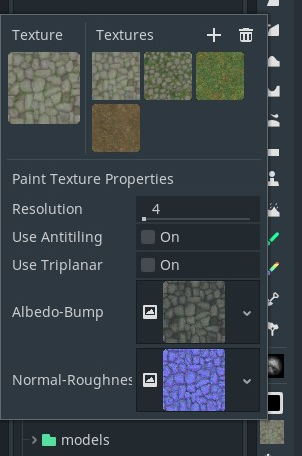 Texture
Textures
Paint Texture Properties
Resolution 4
Use Antitiling On
Use Triplanar On
Albedo-Bump
Normal-Roughnes
models